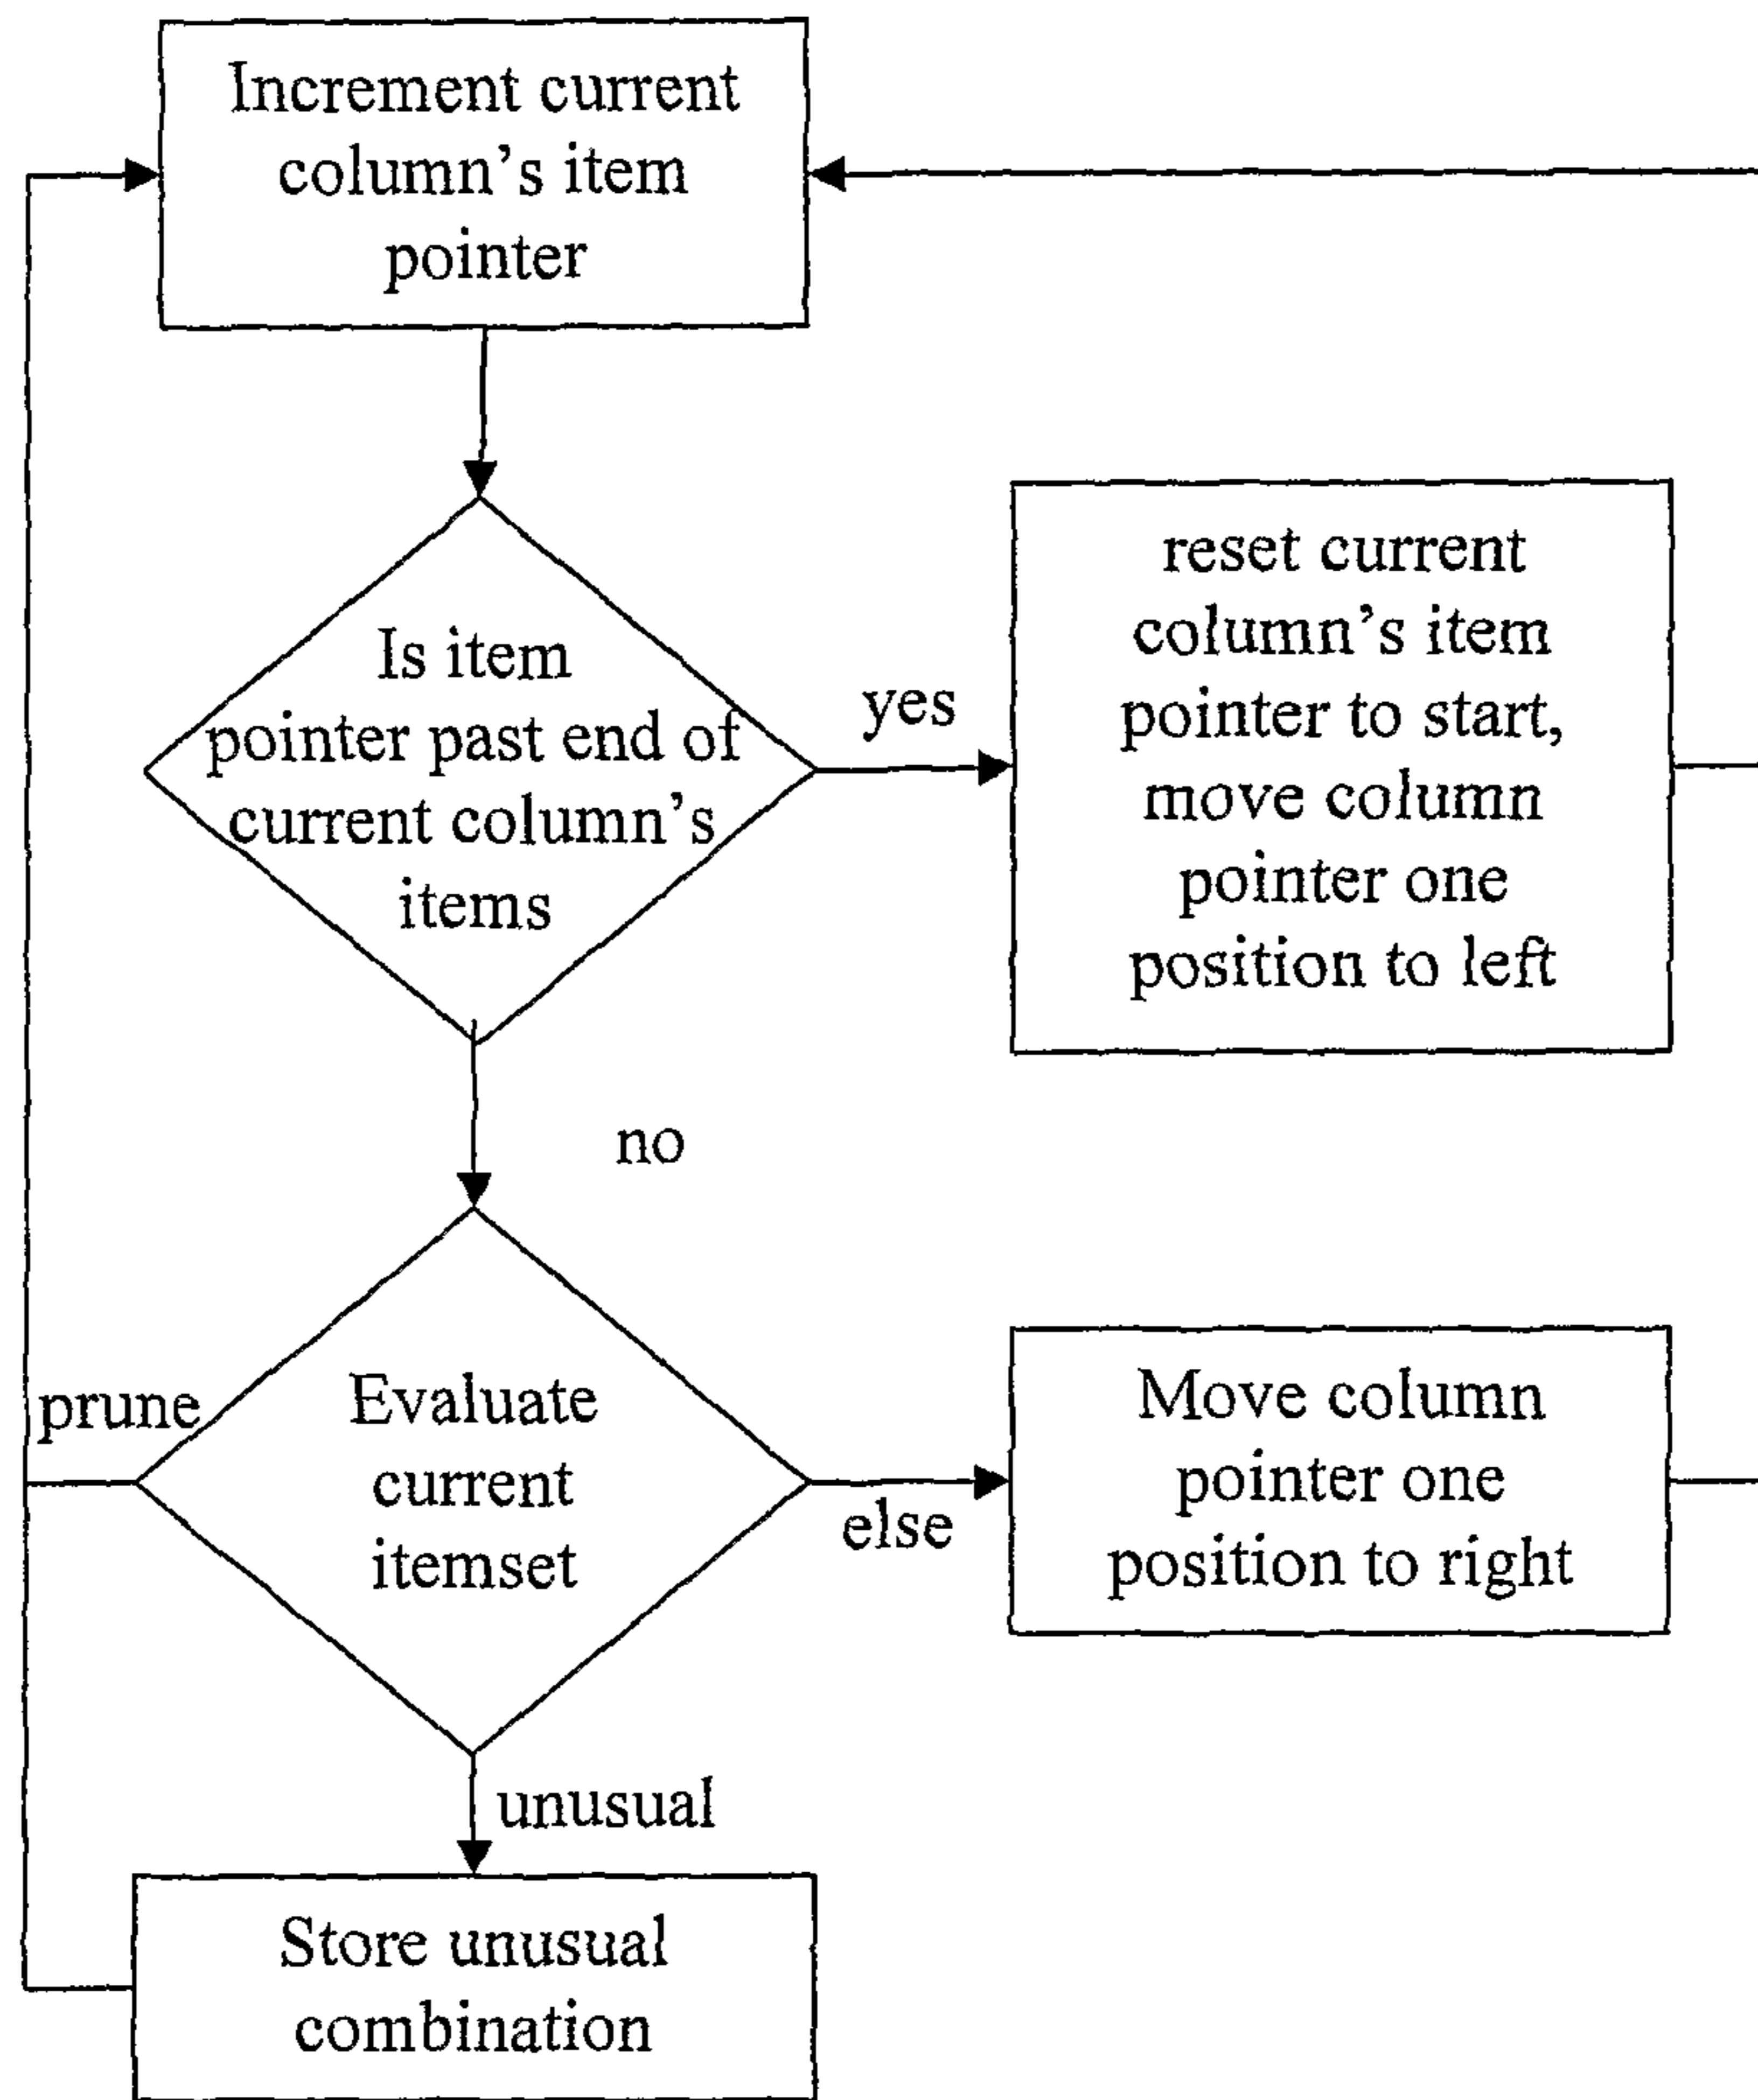 Increment current
column's item
pointer
Is item
pointer past end of
current column's
items
yes
reset current
column's item
pointer to start,
move column
pointer one
position to left
no
prune
Evaluate
current
itemset
else
Move column
pointer one
position to right
unusual
Store unusual
combination